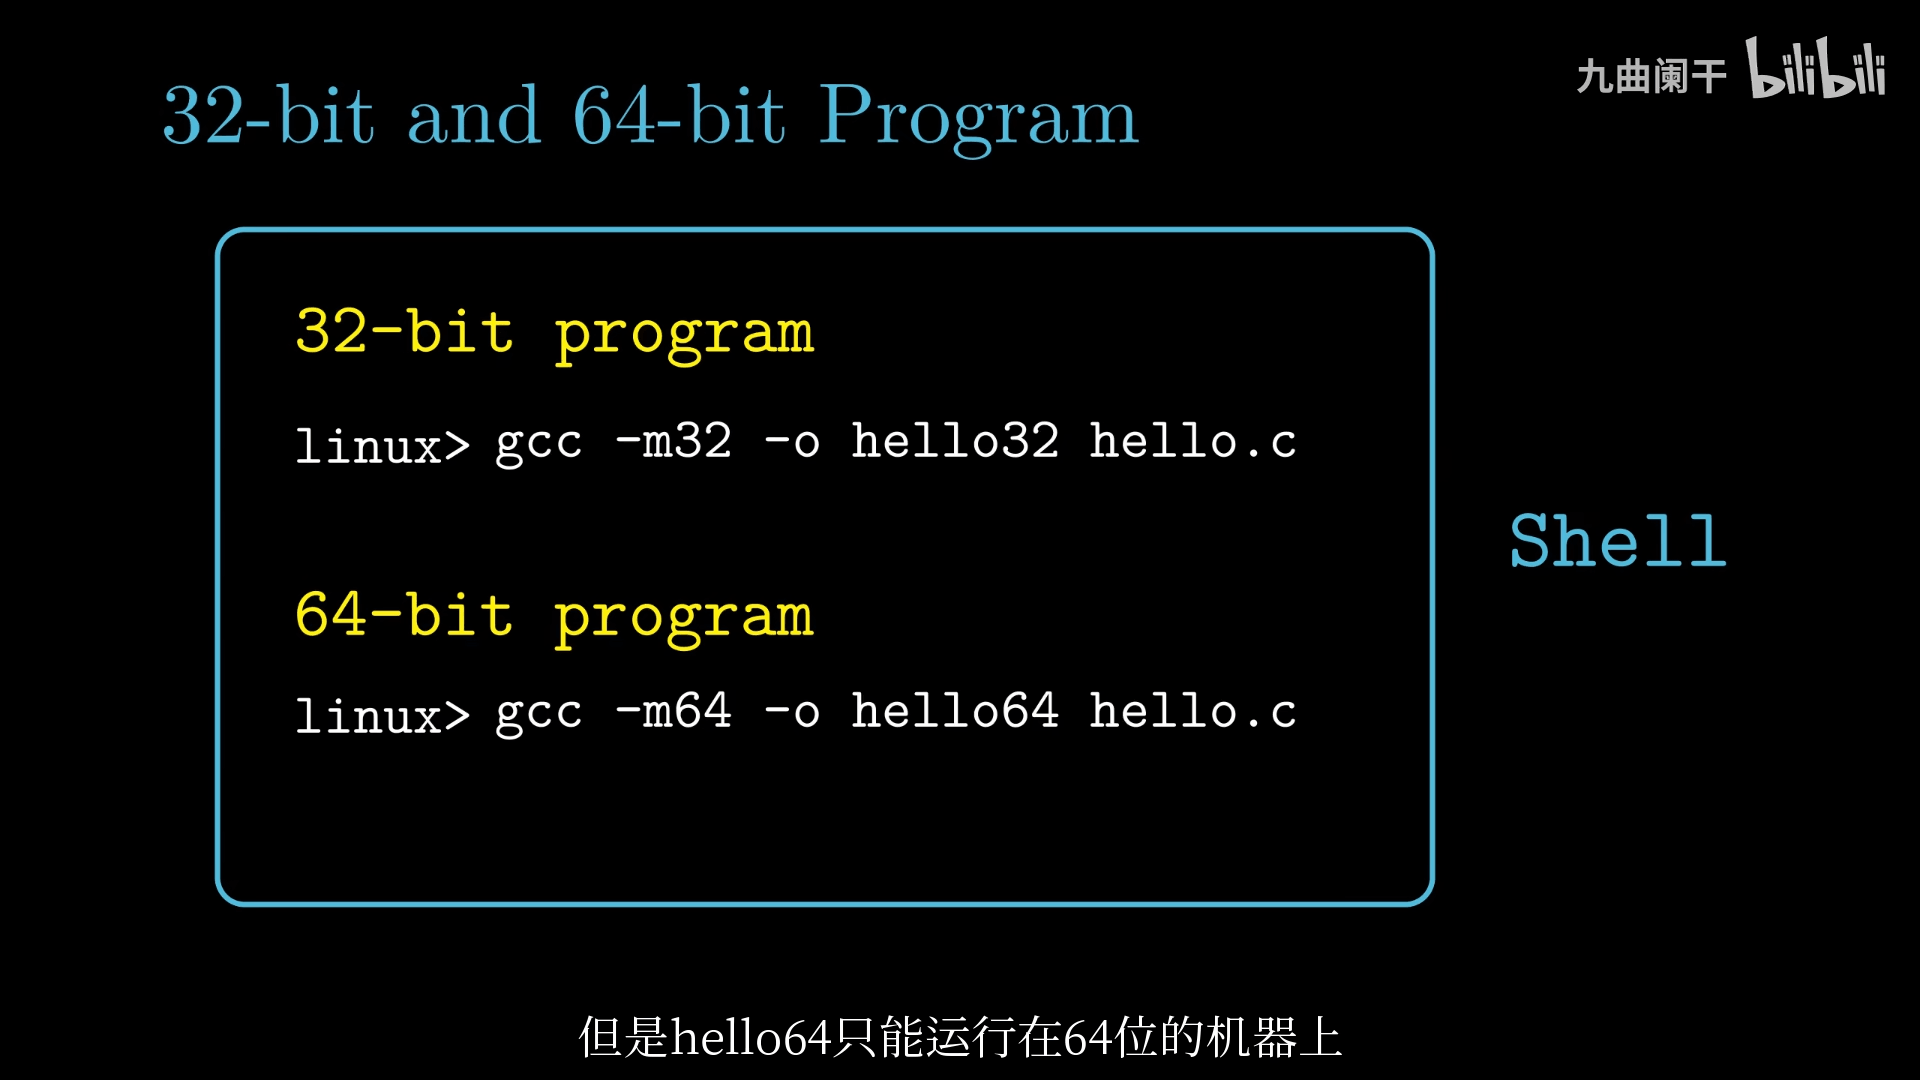 九曲阑干 bilibili
32-bit and 64-bit Program
32-bit program
linux> gcc -m32 -o hello32 hello.c
Shell
64-bit program
linux> gcc -m64 -o hello64 hello.c
但是hello64只能运行在64位的机器上